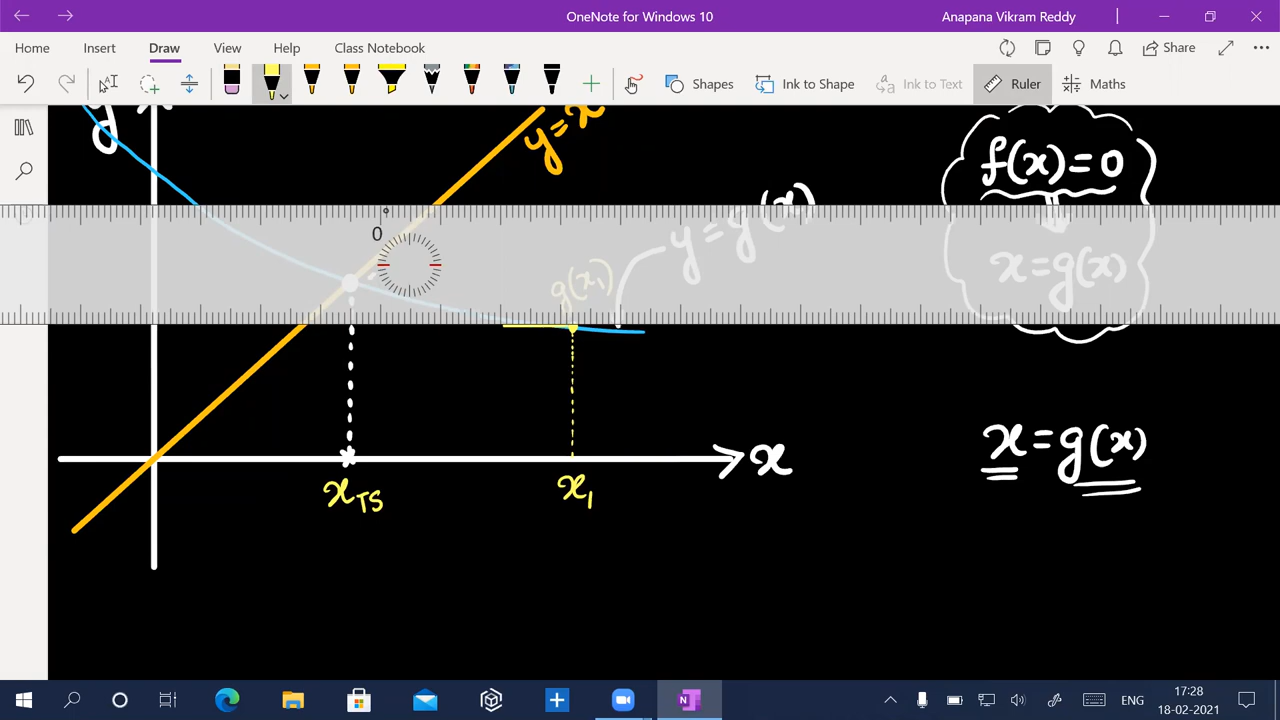 OneNote for Windows 10
Anapana Vikram Reddy
Home Insert Draw View Help Class Notebook Share
Shapes Ink to Shape Ink to Text Ruler Maths
y
y=x
f(x)=0
0
y=g(x)
g(x₁)
x=g(x)
x
x=g(x)
x_TS
x₁
ENG
17:28
18-02-2021